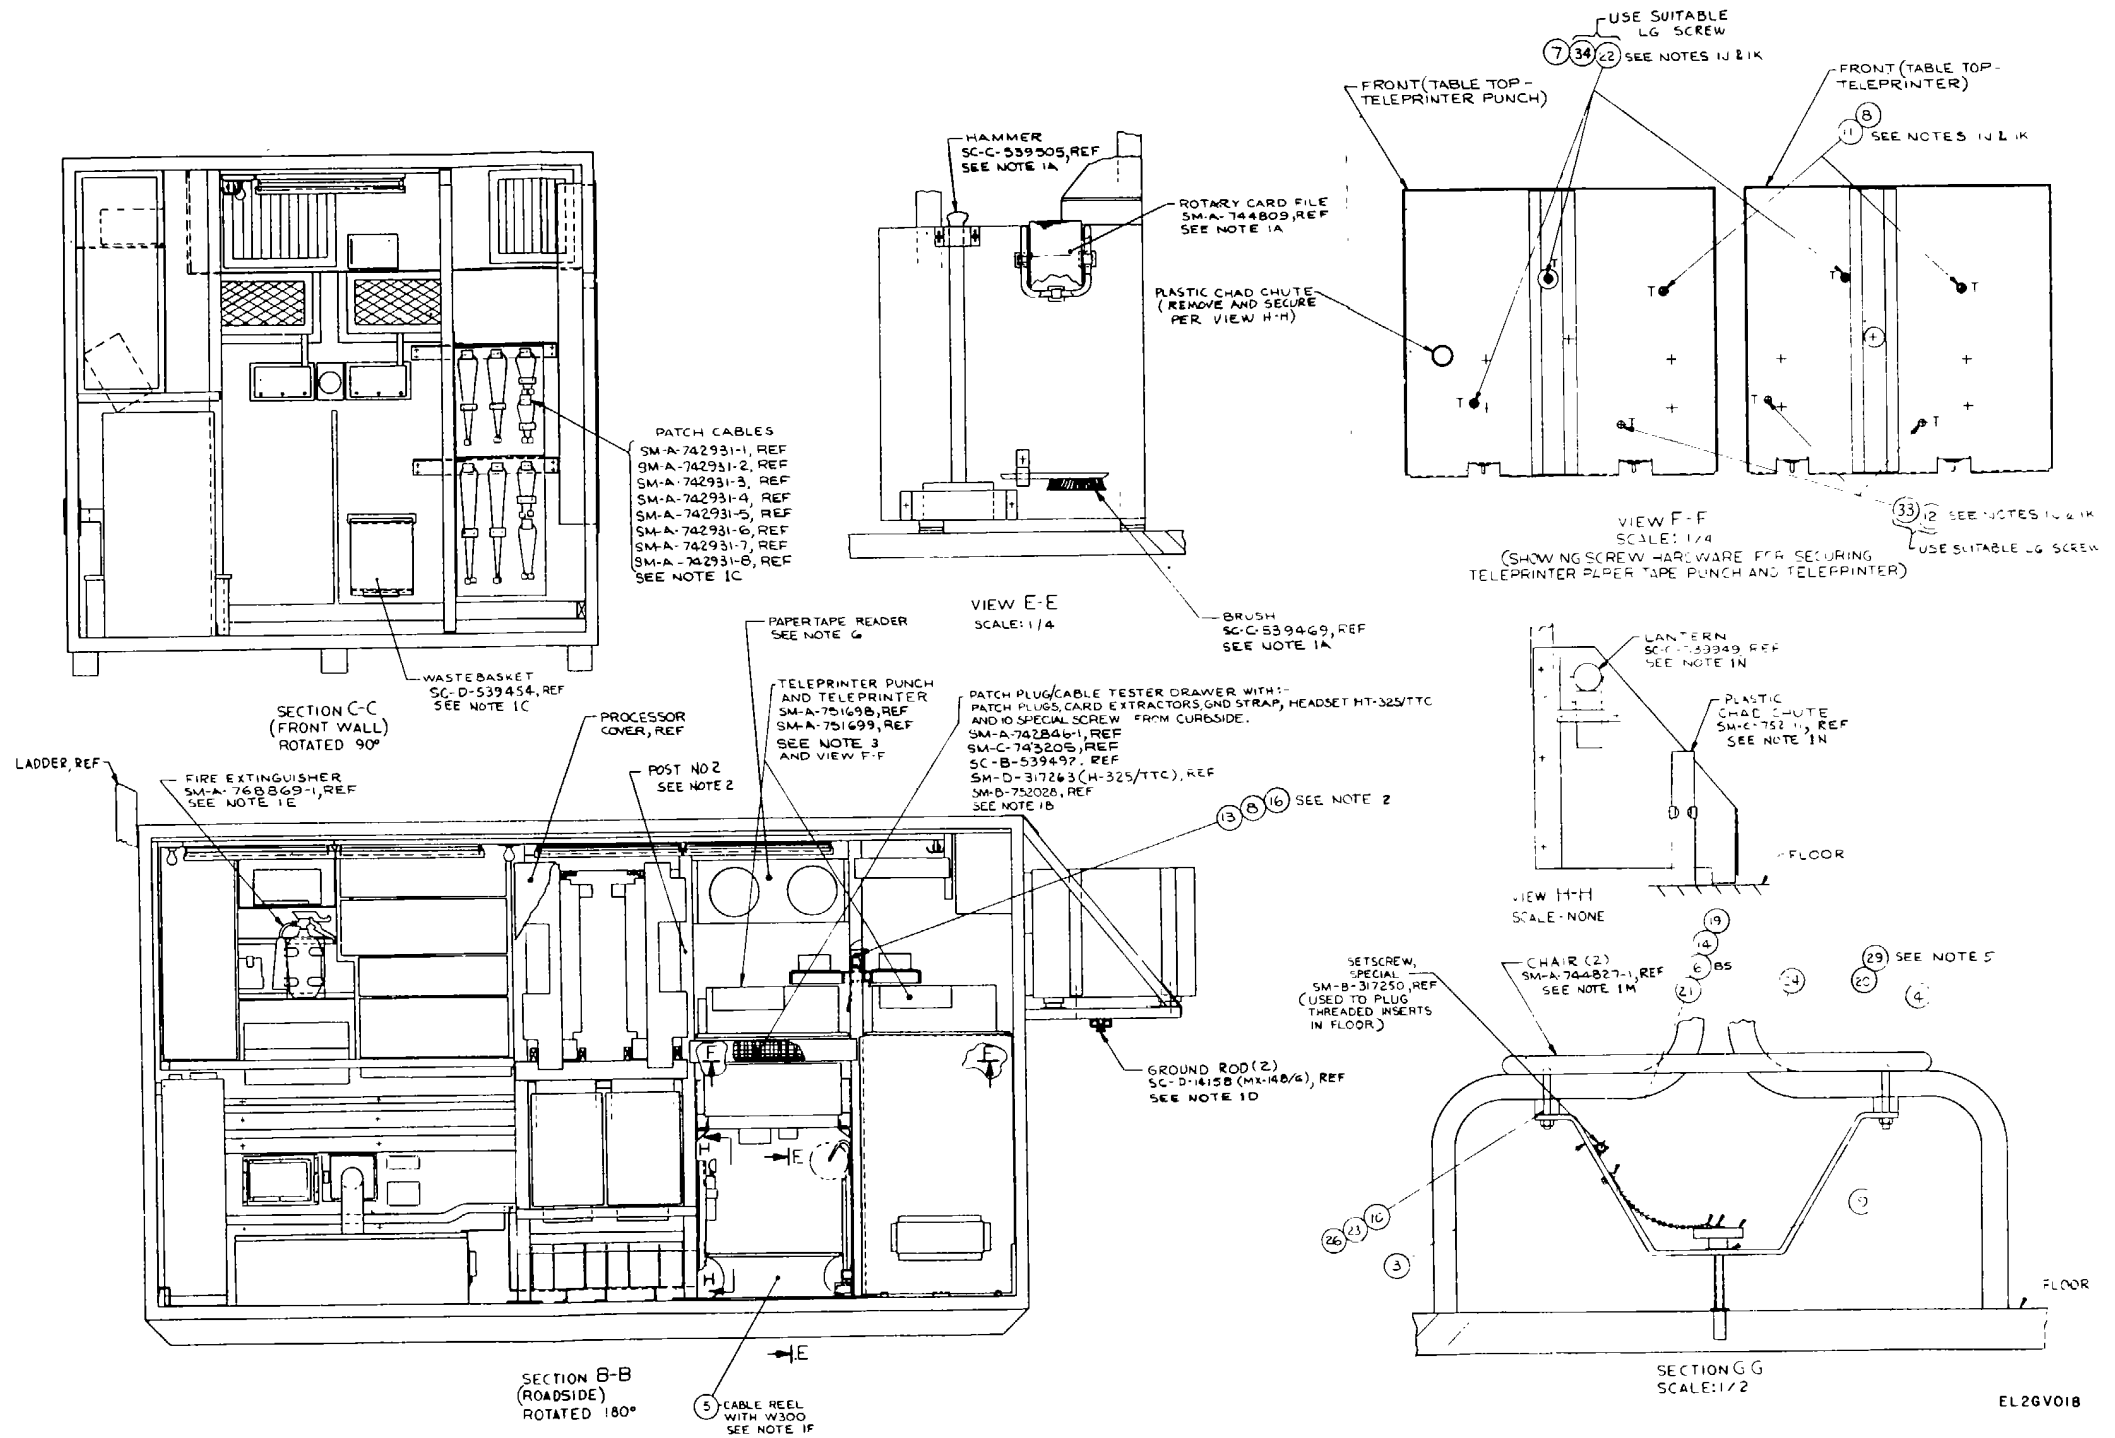 USE SUITABLE
LG SCREW
7 34 22 SEE NOTES 1J & 1K
FRONT (TABLE TOP-
TELEPRINTER PUNCH)
FRONT (TABLE TOP-
TELEPRINTER)
8
11 SEE NOTES 1J & 1K
HAMMER
SC-C-539505, REF
SEE NOTE 1A
ROTARY CARD FILE
SM-A-744809, REF
SEE NOTE 1A
PLASTIC CHAD CHUTE
(REMOVE AND SECURE
PER VIEW H-H)
T
T
T
T
T
T
T
T
PATCH CABLES
SM-A-742931-1, REF
SM-A-742931-2, REF
SM-A-742931-3, REF
SM-A-742931-4, REF
SM-A-742931-5, REF
SM-A-742931-6, REF
SM-A-742931-7, REF
SM-A-742931-8, REF
SEE NOTE 1C
VIEW E-E
SCALE: 1/4
BRUSH
SC-C-539469, REF
SEE NOTE 1A
33 12 SEE NOTES 1J & 1K
USE SUITABLE LG SCREW
VIEW F-F
SCALE: 1/4
(SHOWING SCREW HARDWARE FOR SECURING
TELEPRINTER PAPER TAPE PUNCH AND TELEPRINTER)
WASTEBASKET
SC-D-539454, REF
SEE NOTE 1C
SECTION C-C
(FRONT WALL)
ROTATED 90°
PAPERTAPE READER
SEE NOTE 6
TELEPRINTER PUNCH
AND TELEPRINTER
SM-A-751698, REF
SM-A-751699, REF
SEE NOTE 3
AND VIEW F-F
PATCH PLUG/CABLE TESTER DRAWER WITH:-
PATCH PLUGS, CARD EXTRACTORS, GND STRAP, HEADSET HT-325/TTC
AND 10 SPECIAL SCREW FROM CURBSIDE.
SM-A-742846-1, REF
SM-C-743205, REF
SC-B-539497, REF
SM-D-317263 (H-325/TTC), REF
SM-B-752028, REF
SEE NOTE 1B
LANTERN
539949, REF
SEE NOTE 1N
PLASTIC
CHAD CHUTE
REF
SEE NOTE 1N
FLOOR
VIEW H-H
SCALE-NONE
LADDER, REF
FIRE EXTINGUISHER
SM-A-768869-1, REF
SEE NOTE 1E
PROCESSOR
COVER, REF
POST NO 2
SEE NOTE 2
13 8 16 SEE NOTE 2
F
F
H
E
H
E
GROUND ROD (2)
SC-D-14158 (MX-148/G), REF
SEE NOTE 1D
SECTION B-B
(ROADSIDE)
ROTATED 180°
5 CABLE REEL
WITH W300
SEE NOTE 1F
SETSCREW,
SPECIAL
SM-B-317250, REF
(USED TO PLUG
THREADED INSERTS
IN FLOOR)
CHAIR (2)
SM-A-744827-1, REF
SEE NOTE 1M
19
14
6 85
21
29 SEE NOTE 5
20
4
26 23 10
3
9
FLOOR
SECTION G G
SCALE: 1/2
EL2GV018